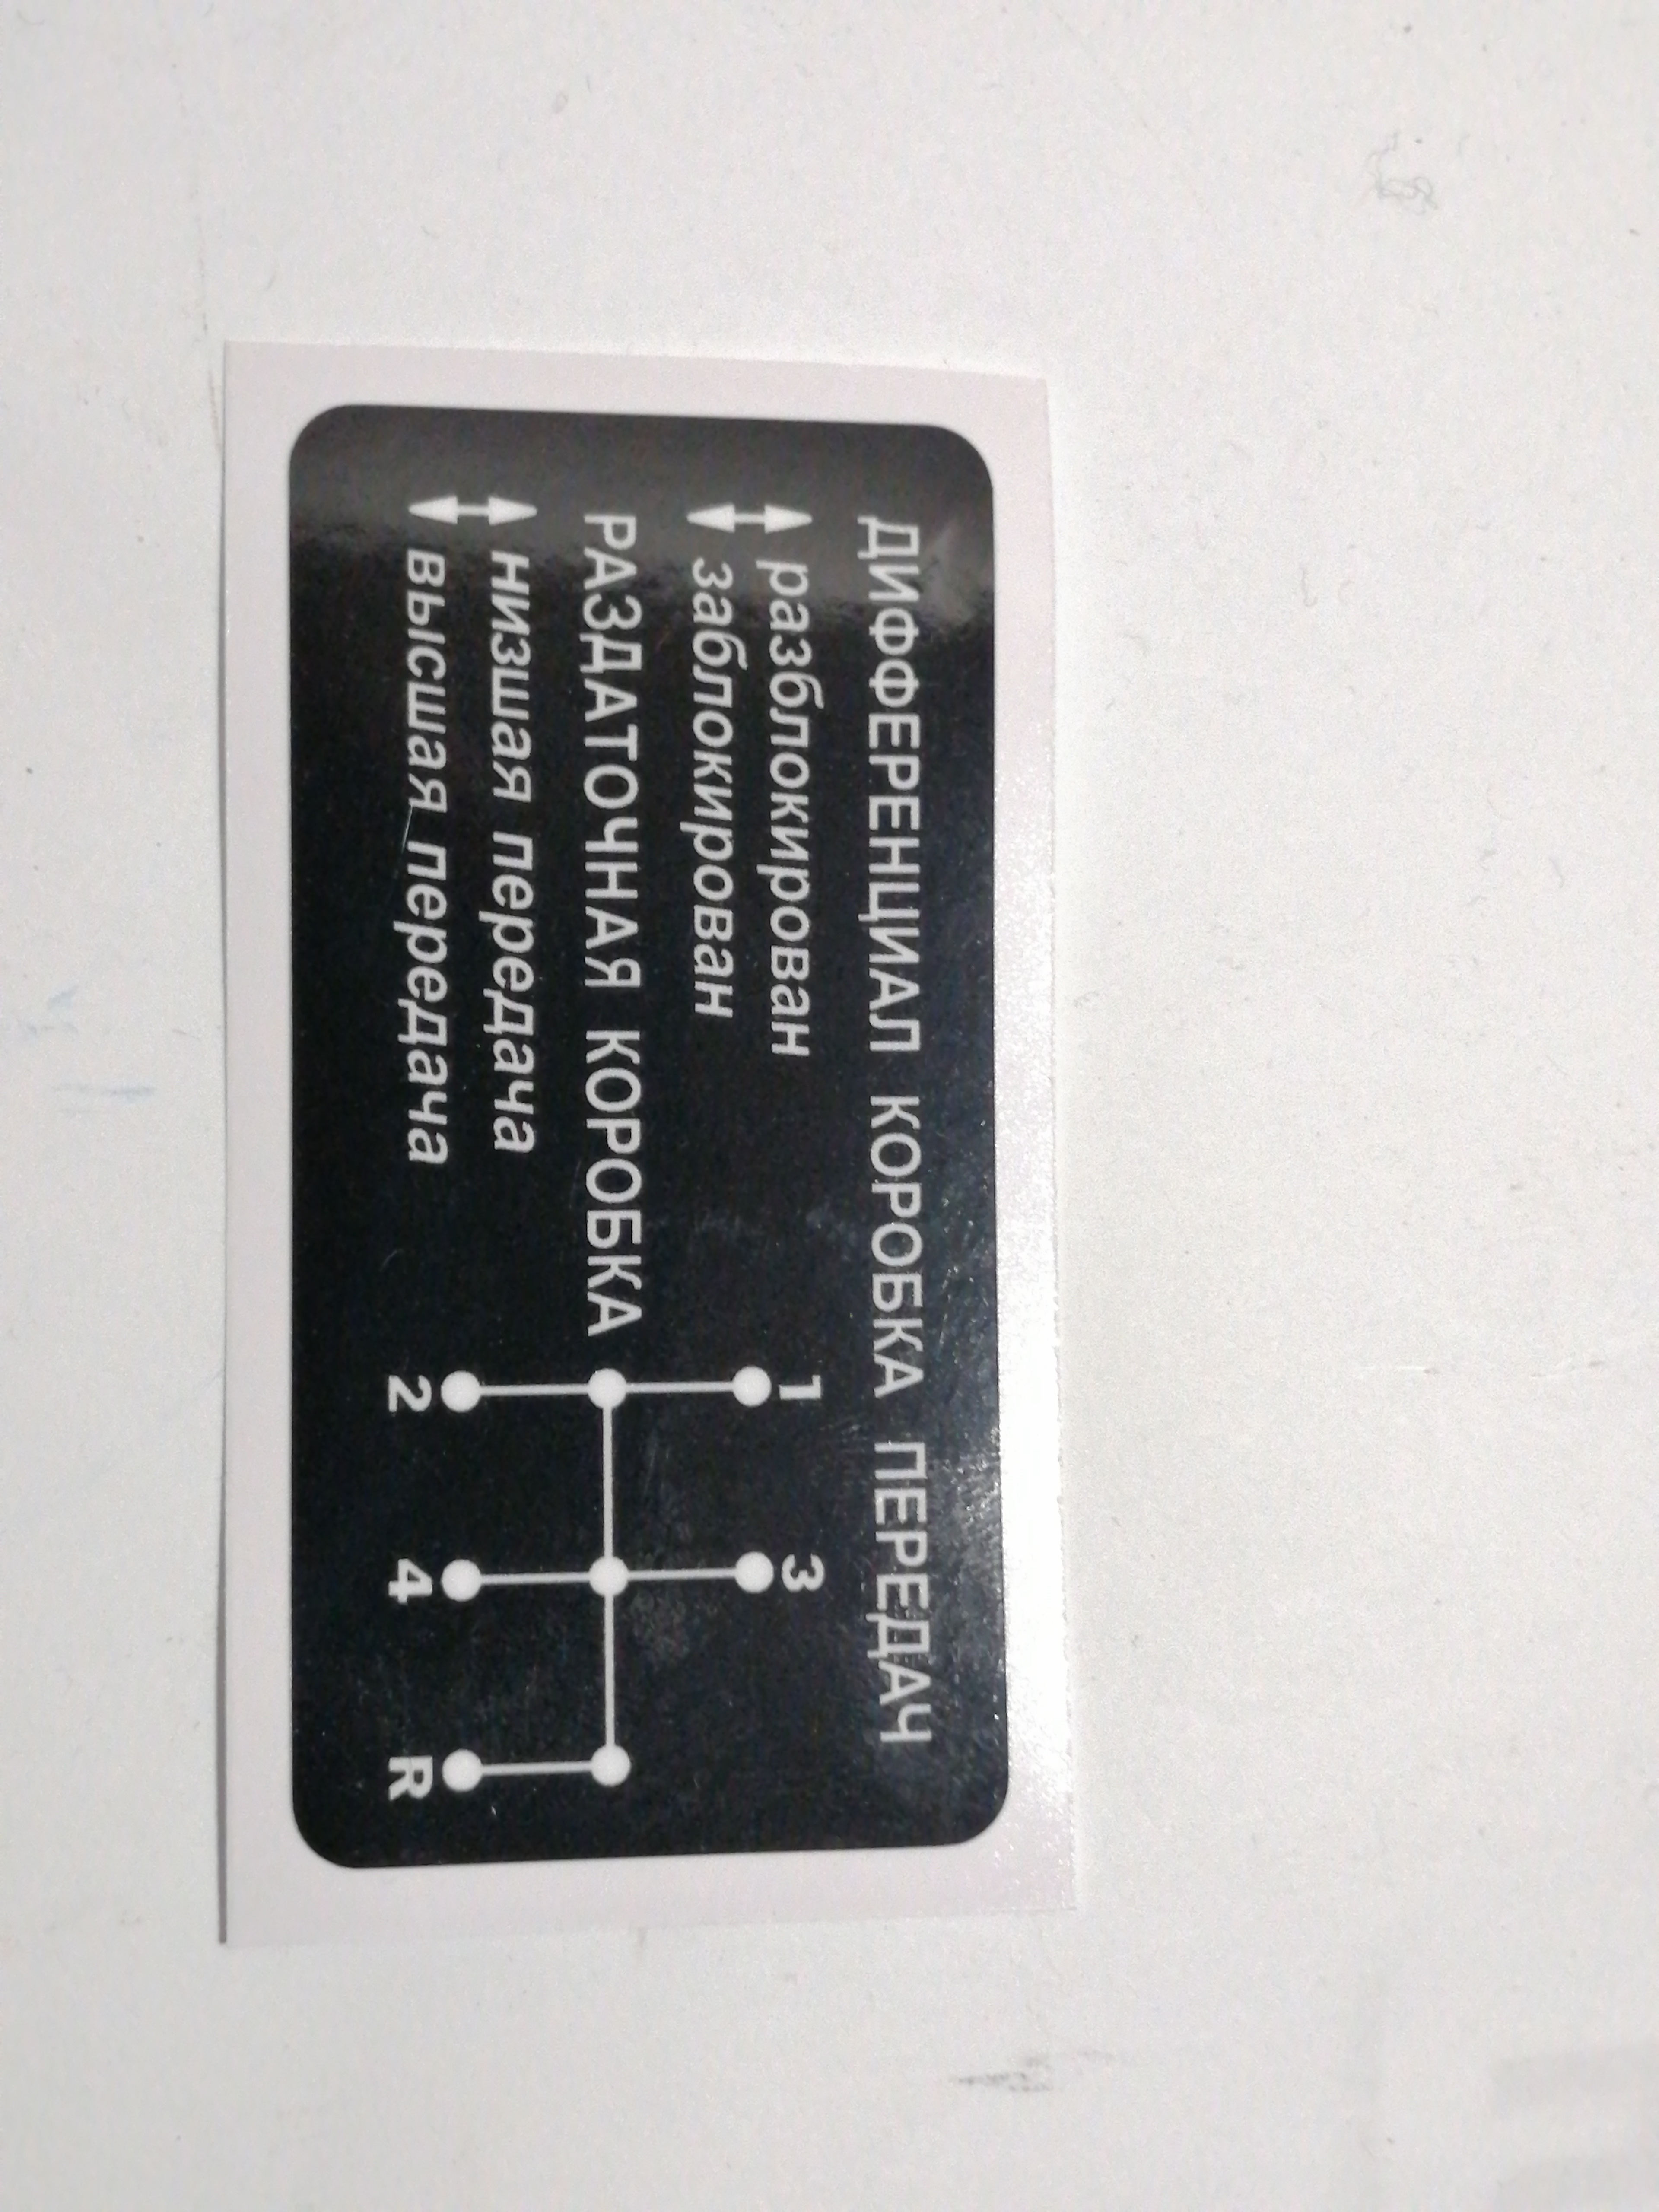 ДИФФЕРЕНЦИАЛ КОРОБКА ПЕРЕДАЧ
разблокирован
заблокирован
РАЗДАТОЧНАЯ КОРОБКА
низшая передача
высшая передача
1 3
2 4 R